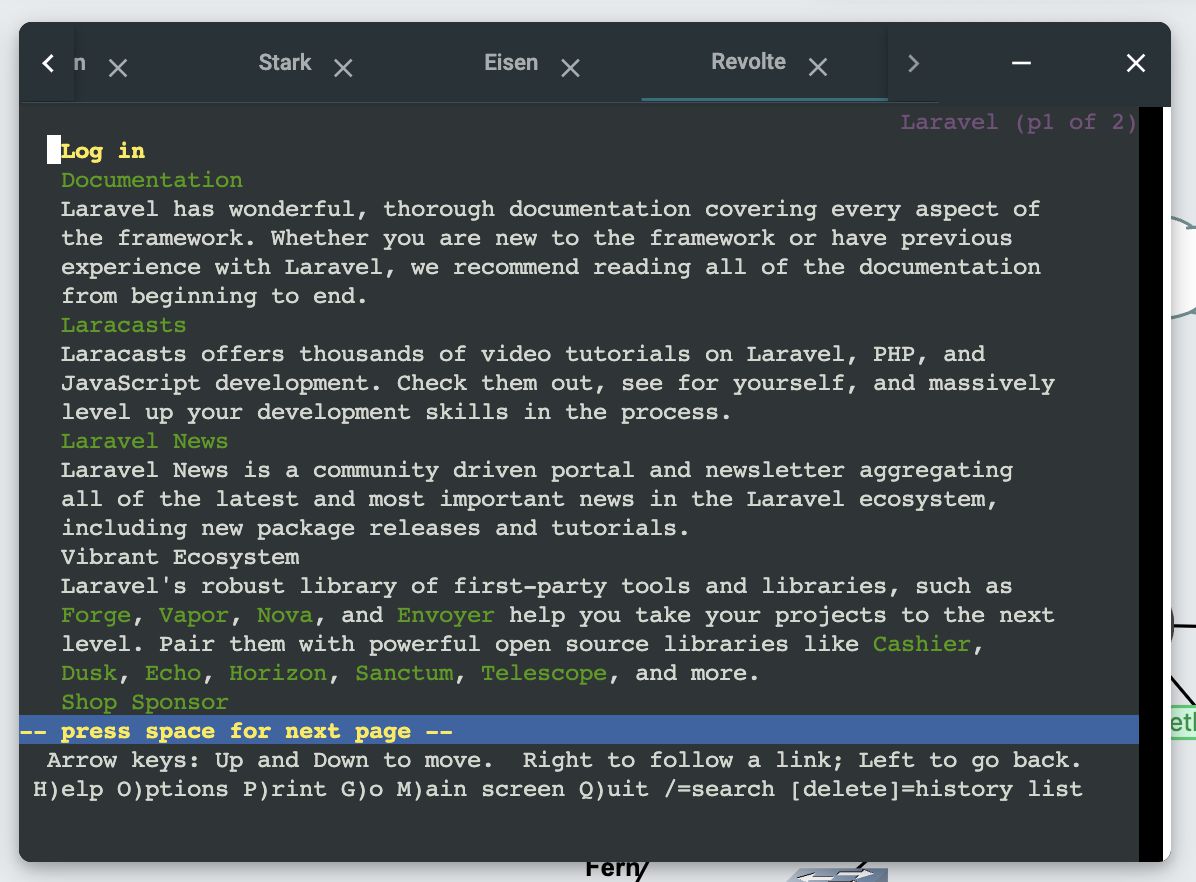 n Stark Eisen Revolte
Laravel (p1 of 2)
Log in
Documentation
Laravel has wonderful, thorough documentation covering every aspect of
the framework. Whether you are new to the framework or have previous
experience with Laravel, we recommend reading all of the documentation
from beginning to end.
Laracasts
Laracasts offers thousands of video tutorials on Laravel, PHP, and
JavaScript development. Check them out, see for yourself, and massively
level up your development skills in the process.
Laravel News
Laravel News is a community driven portal and newsletter aggregating
all of the latest and most important news in the Laravel ecosystem,
including new package releases and tutorials.
Vibrant Ecosystem
Laravel's robust library of first-party tools and libraries, such as
Forge, Vapor, Nova, and Envoyer help you take your projects to the next
level. Pair them with powerful open source libraries like Cashier,
Dusk, Echo, Horizon, Sanctum, Telescope, and more.
Shop Sponsor
-- press space for next page --
Arrow keys: Up and Down to move.  Right to follow a link; Left to go back.
H)elp O)ptions P)rint G)o M)ain screen Q)uit /=search [delete]=history list
eth
Fern